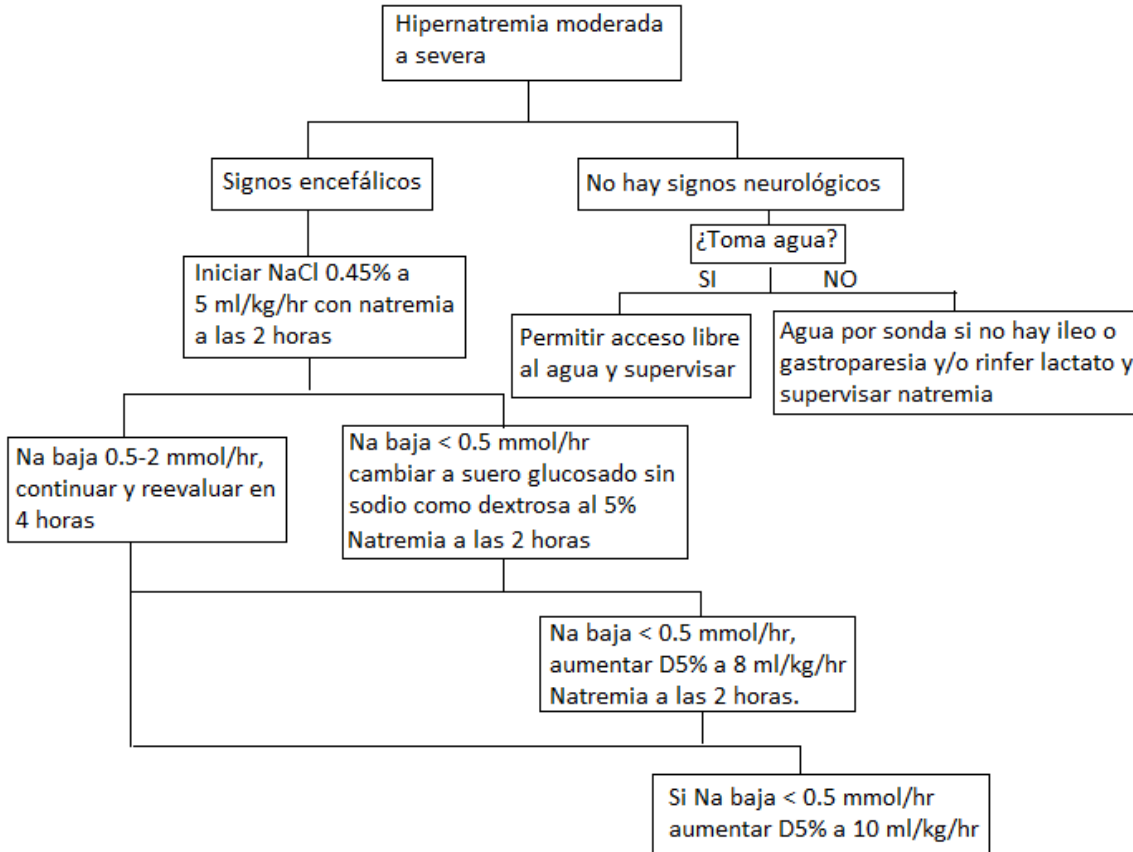 Hipernatremia moderada
a severa
Signos encefálicos
No hay signos neurológicos
¿Toma agua?
SI
NO
Iniciar NaCl 0.45% a
5 ml/kg/hr con natremia
a las 2 horas
Permitir acceso libre
al agua y supervisar
Agua por sonda si no hay ileo o
gastroparesia y/o rinfer lactato y
supervisar natremia
Na baja 0.5-2 mmol/hr,
continuar y reevaluar en
4 horas
Na baja < 0.5 mmol/hr
cambiar a suero glucosado sin
sodio como dextrosa al 5%
Natremia a las 2 horas
Na baja < 0.5 mmol/hr,
aumentar D5% a 8 ml/kg/hr
Natremia a las 2 horas.
Si Na baja < 0.5 mmol/hr
aumentar D5% a 10 ml/kg/hr